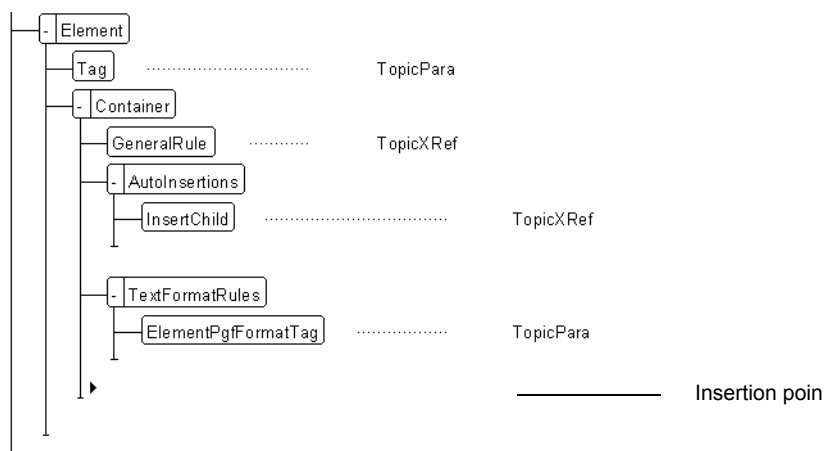 - Element
Tag TopicPara
- Container
GeneralRule TopicXRef
- AutoInsertions
InsertChild TopicXRef
- TextFormatRules
ElementPgfFormatTag TopicPara
Insertion poin